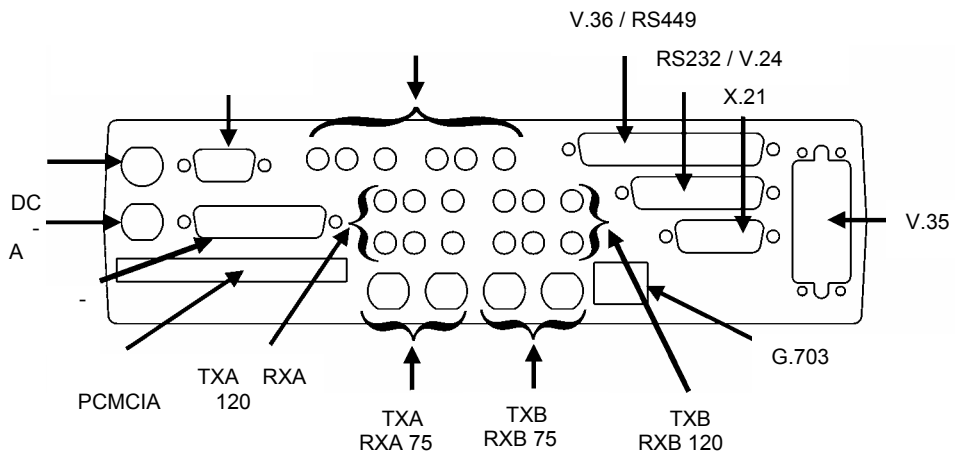 V.36 / RS449
RS232 / V.24
X.21
DC
-
A
V.35
-
G.703
TXA RXA
120
PCMCIA
TXA
RXA 75
TXB
RXB 75
TXB
RXB 120